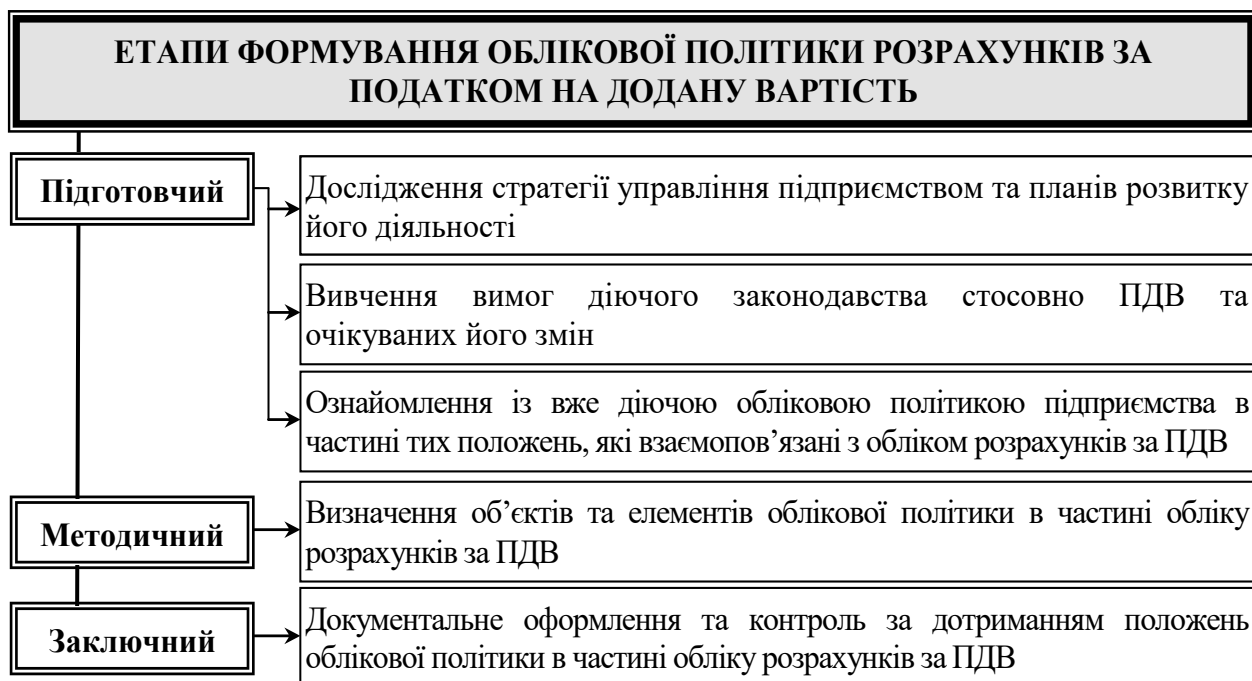 ЕТАПИ ФОРМУВАННЯ ОБЛІКОВОЇ ПОЛІТИКИ РОЗРАХУНКІВ ЗА
ПОДАТКОМ НА ДОДАНУ ВАРТІСТЬ
Підготовчий
Дослідження стратегії управління підприємством та планів розвитку
його діяльності
Вивчення вимог діючого законодавства стосовно ПДВ та
очікуваних його змін
Ознайомлення із вже діючою обліковою політикою підприємства в
частині тих положень, які взаємопов’язані з обліком розрахунків за ПДВ
Методичний
Визначення об’єктів та елементів облікової політики в частині обліку
розрахунків за ПДВ
Заключний
Документальне оформлення та контроль за дотриманням положень
облікової політики в частині обліку розрахунків за ПДВ